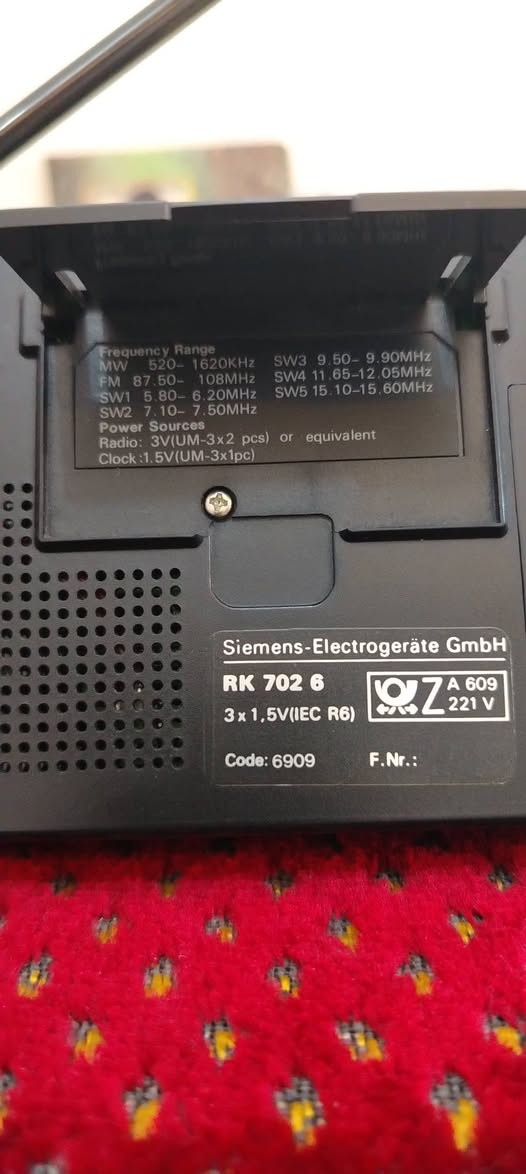 Frequency Range
MW 520- 1620KHz
FM 87.50- 108MHz
SW1 5.80- 6.20MHz
SW2 7.10- 7.50MHz
SW3 9.50- 9.90MHz
SW4 11.65-12.05MHz
SW5 15.10-15.60MHz
Power Sources
Radio: 3V(UM-3x2 pcs) or equivalent
Clock:1.5V(UM-3x1pc)
Siemens-Electrogeräte GmbH
RK 702 6
3x1,5V(IEC R6)
Z A 609
221 V
Code: 6909 F.Nr.: